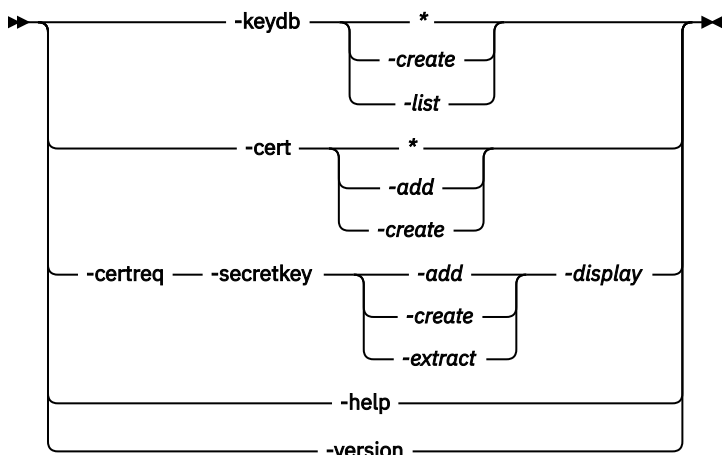 -keydb *
-create
-list
-cert *
-add
-create
-certreq -secretkey -add -display
-create
-extract
-help
-version